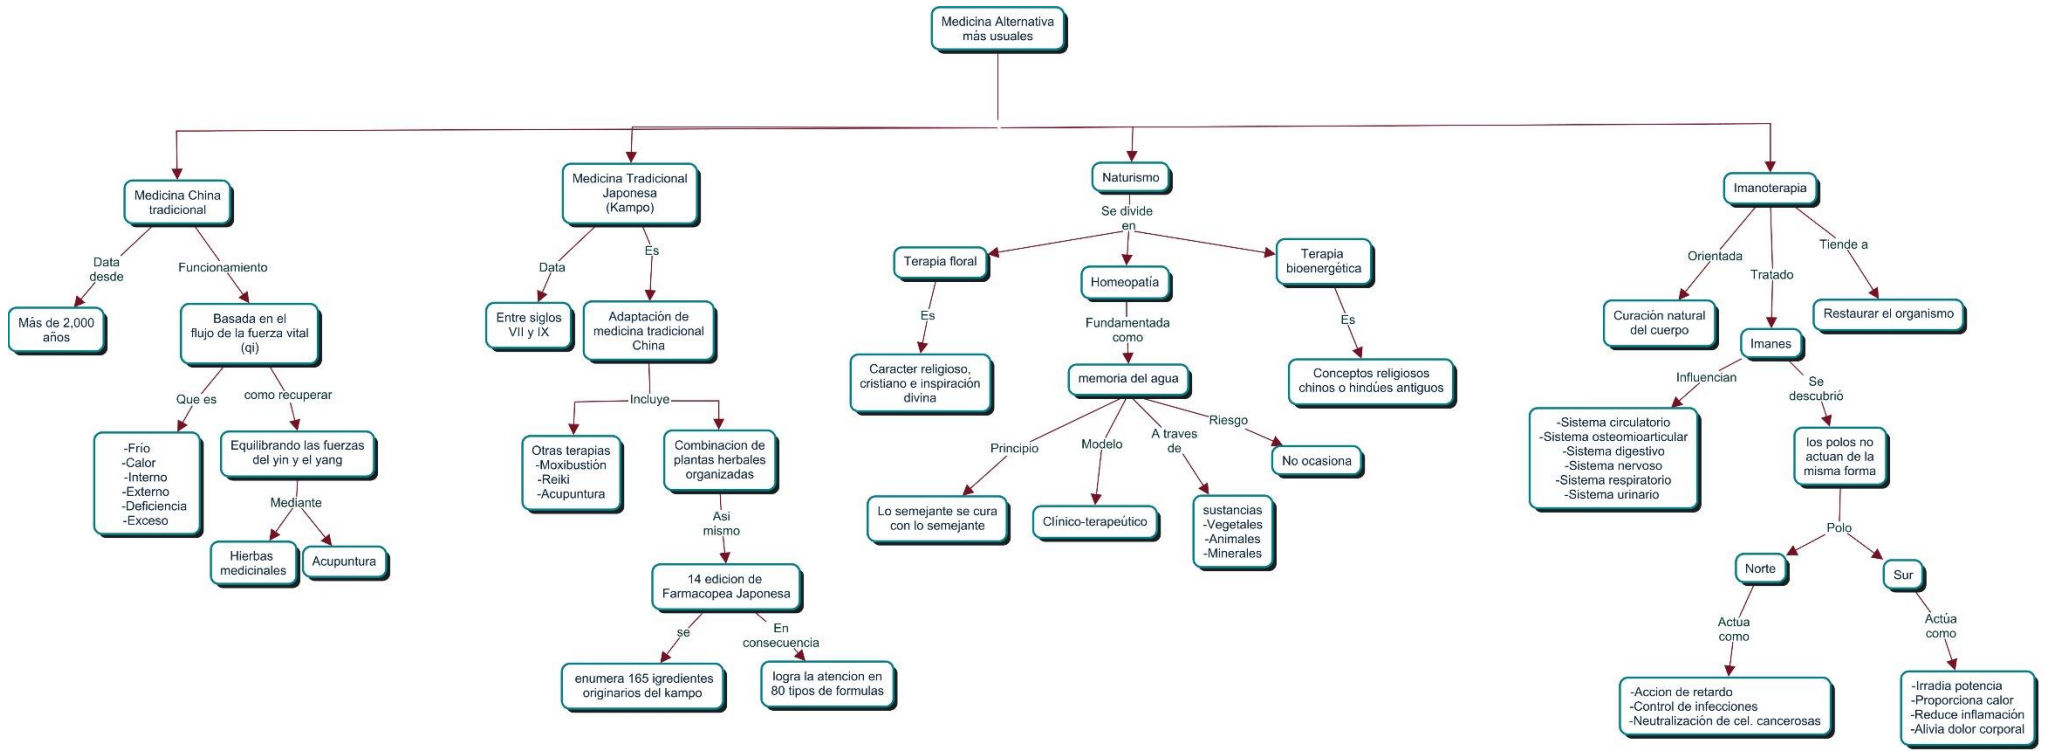 Medicina Alternativa
más usuales
Medicina China
tradicional
Data
desde
Más de 2,000
años
Funcionamiento
Basada en el
flujo de la fuerza vital
(qi)
Que es
-Frío
-Calor
-Interno
-Externo
-Deficiencia
-Exceso
como recuperar
Equilibrando las fuerzas
del yin y el yang
Mediante
Hierbas
medicinales
Acupuntura
Medicina Tradicional
Japonesa
(Kampo)
Data
Entre siglos
VII y IX
Es
Adaptación de
medicina tradicional
China
Incluye
Otras terapias
-Moxibustión
-Reiki
-Acupuntura
Combinacion de
plantas herbales
organizadas
Asi
mismo
14 edicion de
Farmacopea Japonesa
se
enumera 165 igredientes
originarios del kampo
En
consecuencia
logra la atencion en
80 tipos de formulas
Naturismo
Se divide
en
Terapia floral
Es
Caracter religioso,
cristiano e inspiración
divina
Homeopatía
Fundamentada
como
memoria del agua
Principio
Lo semejante se cura
con lo semejante
Modelo
Clínico-terapeútico
A traves
de
sustancias
-Vegetales
-Animales
-Minerales
Riesgo
No ocasiona
Terapia
bioenergética
Es
Conceptos religiosos
chinos o hindúes antiguos
Imanoterapia
Orientada
Curación natural
del cuerpo
Tratado
Imanes
Influencian
-Sistema circulatorio
-Sistema osteomioarticular
-Sistema digestivo
-Sistema nervoso
-Sistema respiratorio
-Sistema urinario
Se
descubrió
los polos no
actuan de la
misma forma
Polo
Norte
Actúa
como
-Accion de retardo
-Control de infecciones
-Neutralización de cel. cancerosas
Sur
Actúa
como
-Irradia potencia
-Proporciona calor
-Reduce inflamación
-Alivia dolor corporal
Tiende a
Restaurar el organismo